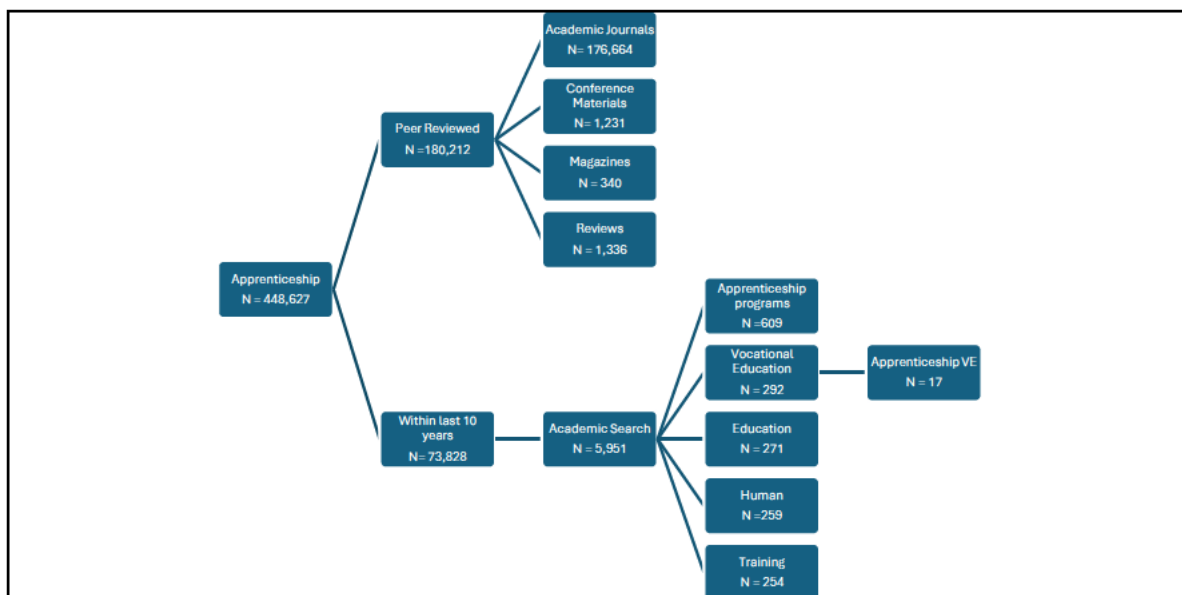 Academic Journals
N= 176,664
Conference
Materials
N= 1,231
Peer Reviewed
N =180,212
Magazines
N = 340
Reviews
N = 1,336
Apprenticeship
N = 448,627
Apprenticeship
programs
N =609
Vocational
Education
N = 292
Apprenticeship VE
N = 17
Within last 10
years
N= 73,828
Academic Search
N = 5,951
Education
N = 271
Human
N =259
Training
N = 254